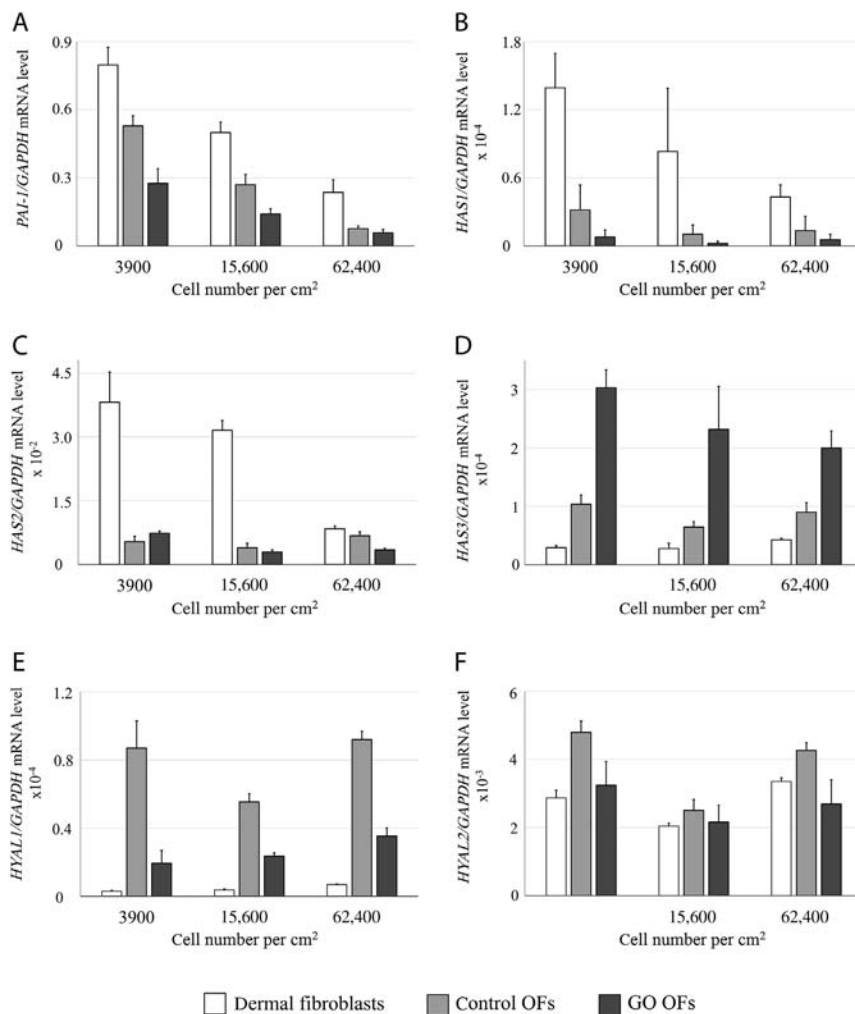 A
PAI-1/GAPDH mRNA level
0.9
0.6
0.3
0
3900
15,600
62,400
Cell number per cm2
B
HAS1/GAPDH mRNA level
x 10-4
1.8
1.2
0.6
0
3900
15,600
62,400
Cell number per cm2
C
HAS2/GAPDH mRNA level
x 10-2
4.5
3.0
1.5
0
3900
15,600
62,400
Cell number per cm2
D
HAS3/GAPDH mRNA level
x10-4
3
2
1
0
15,600
62,400
Cell number per cm2
E
HYAL1/GAPDH mRNA level
x10-4
1.2
0.8
0.4
0
3900
15,600
62,400
Cell number per cm2
F
HYAL2/GAPDH mRNA level
x10-3
6
4
2
0
15,600
62,400
Cell number per cm2
Dermal fibroblasts
Control OFs
GO OFs